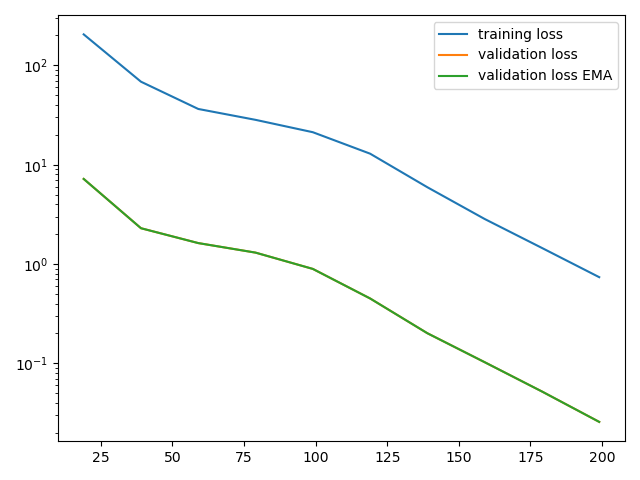 training loss
validation loss
validation loss EMA
10²
10¹
10⁰
10⁻¹
25 50 75 100 125 150 175 200